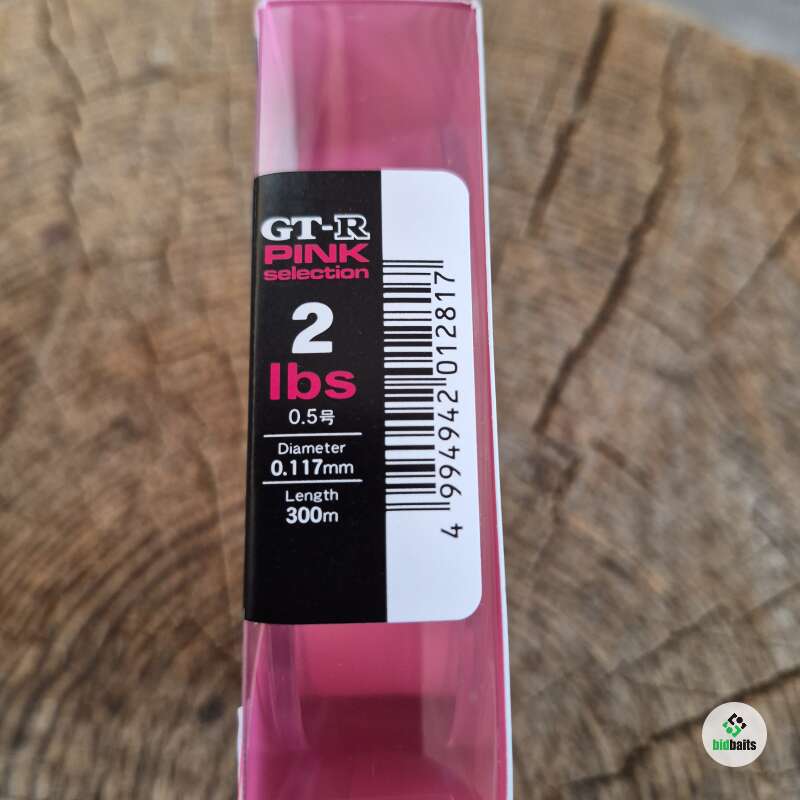 GT-R
PINK
selection
2
lbs
0.5号
Diameter
0.117mm
Length
300m
4 994942 012817
bidbaits